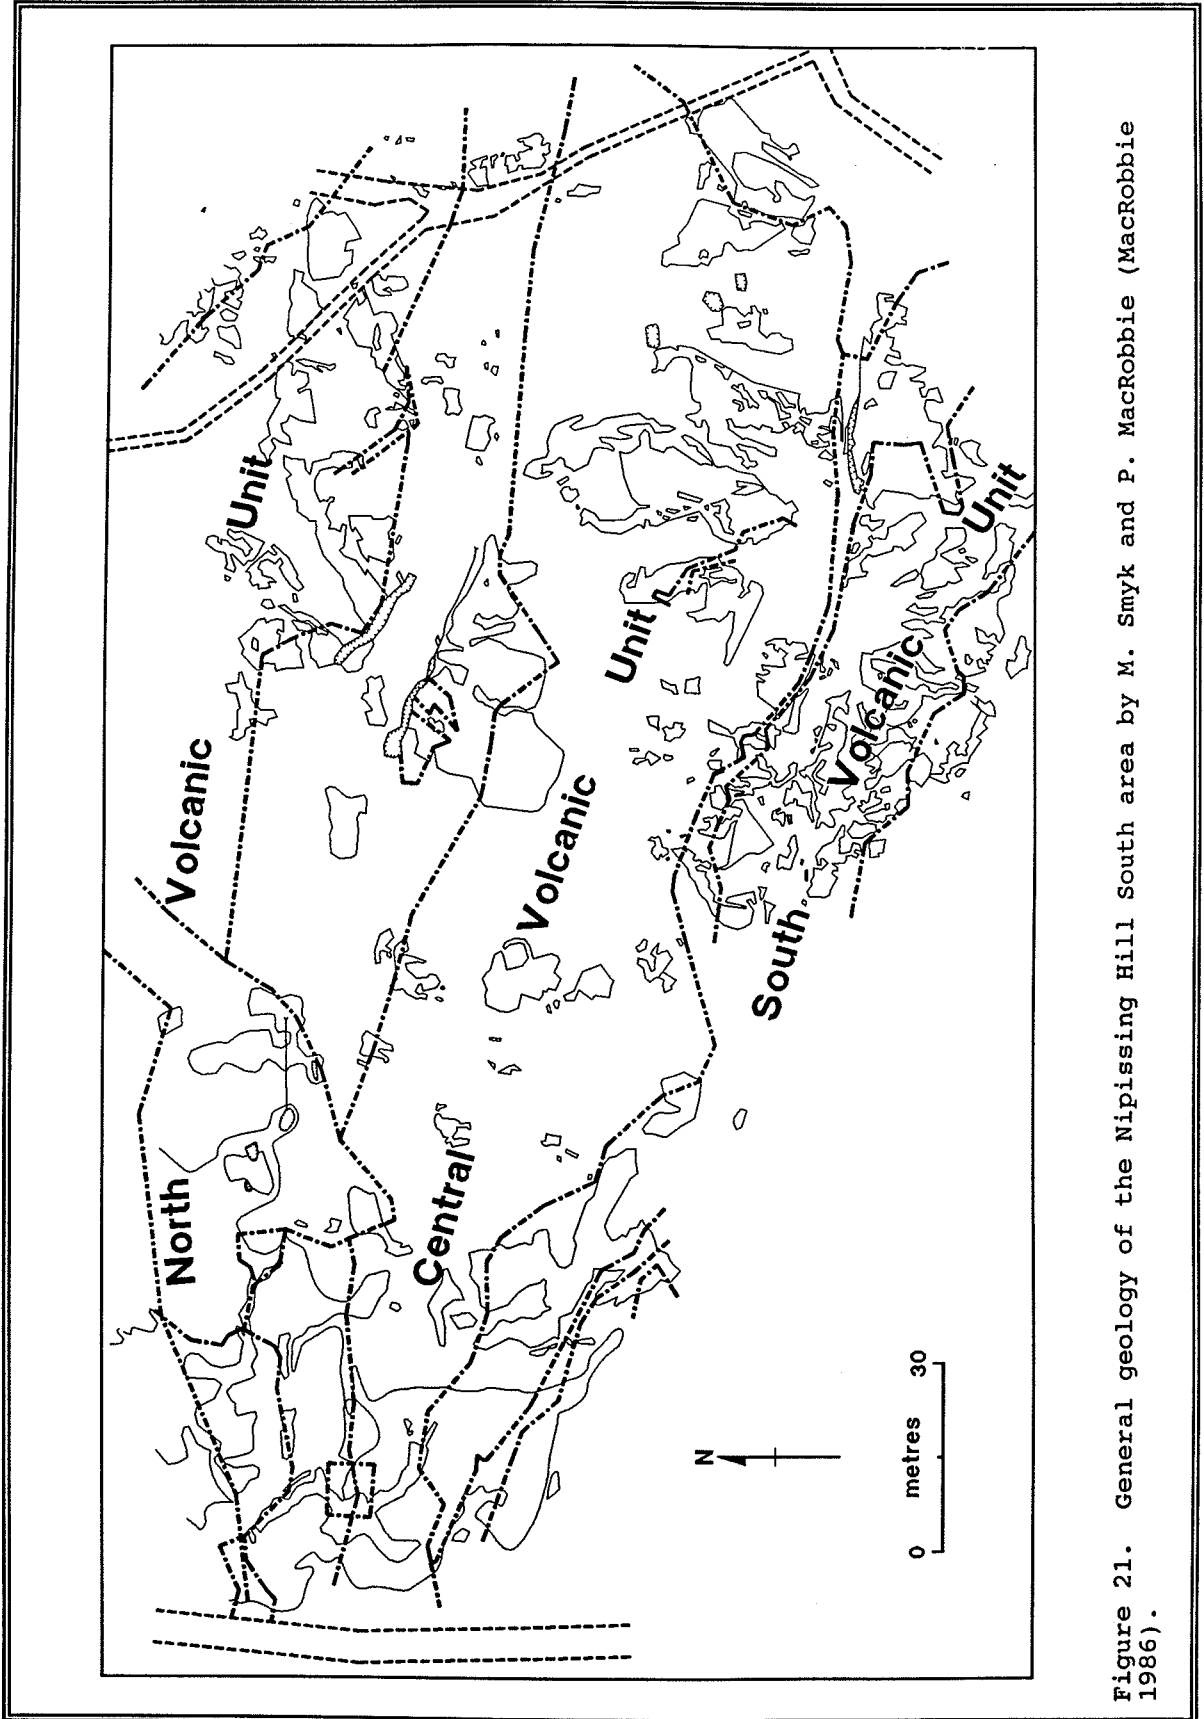 North Volcanic Unit
Central Volcanic Unit
South Volcanic Unit
N
metres
0 30
Figure 21. General geology of the Nipissing Hill South area by M. Smyk and P. MacRobbie (MacRobbie
1986).